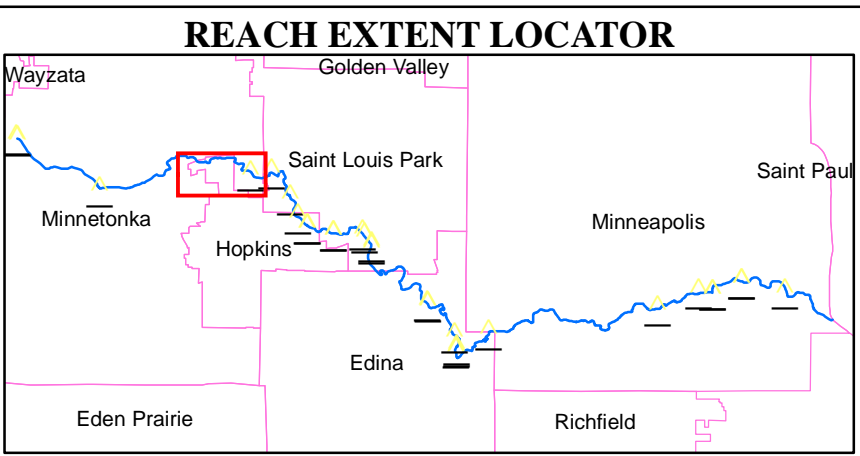 REACH EXTENT LOCATOR
Golden Valley
Wayzata
Saint Louis Park
Saint Paul
Minnetonka
Minneapolis
Hopkins
Edina
Eden Prairie
Richfield